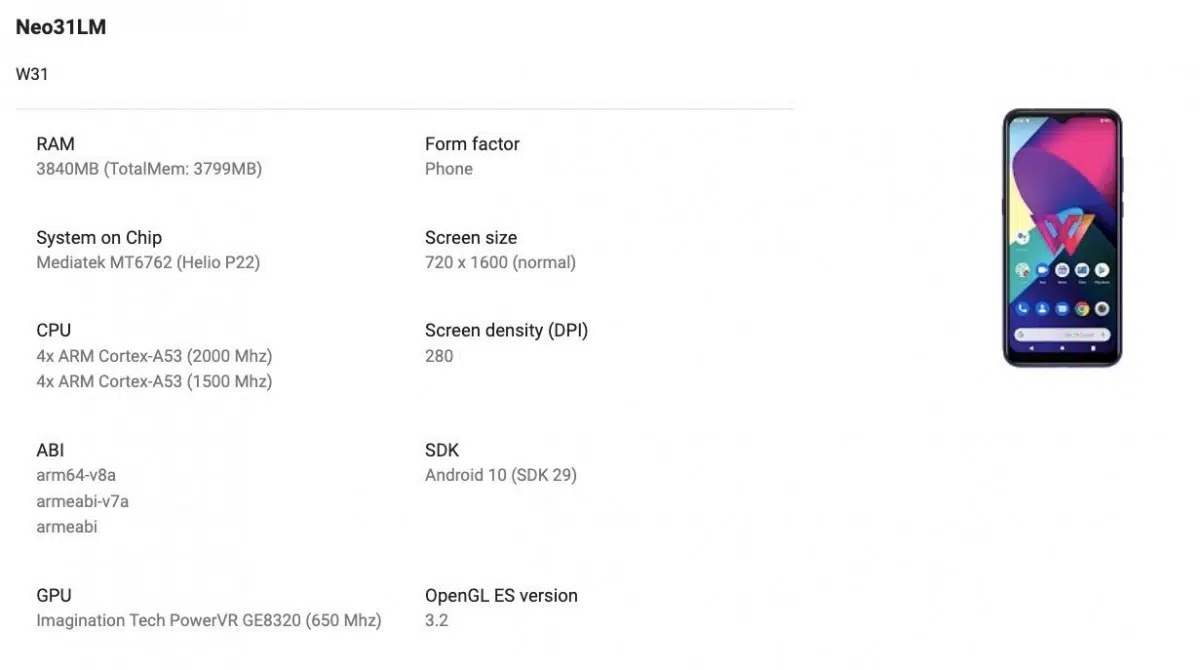 Neo31LM
W31
RAM
3840MB (TotalMem: 3799MB)
Form factor
Phone
System on Chip
Mediatek MT6762 (Helio P22)
Screen size
720 x 1600 (normal)
CPU
4x ARM Cortex-A53 (2000 Mhz)
4x ARM Cortex-A53 (1500 Mhz)
Screen density (DPI)
280
ABI
arm64-v8a
armeabi-v7a
armeabi
SDK
Android 10 (SDK 29)
GPU
Imagination Tech PowerVR GE8320 (650 Mhz)
OpenGL ES version
3.2